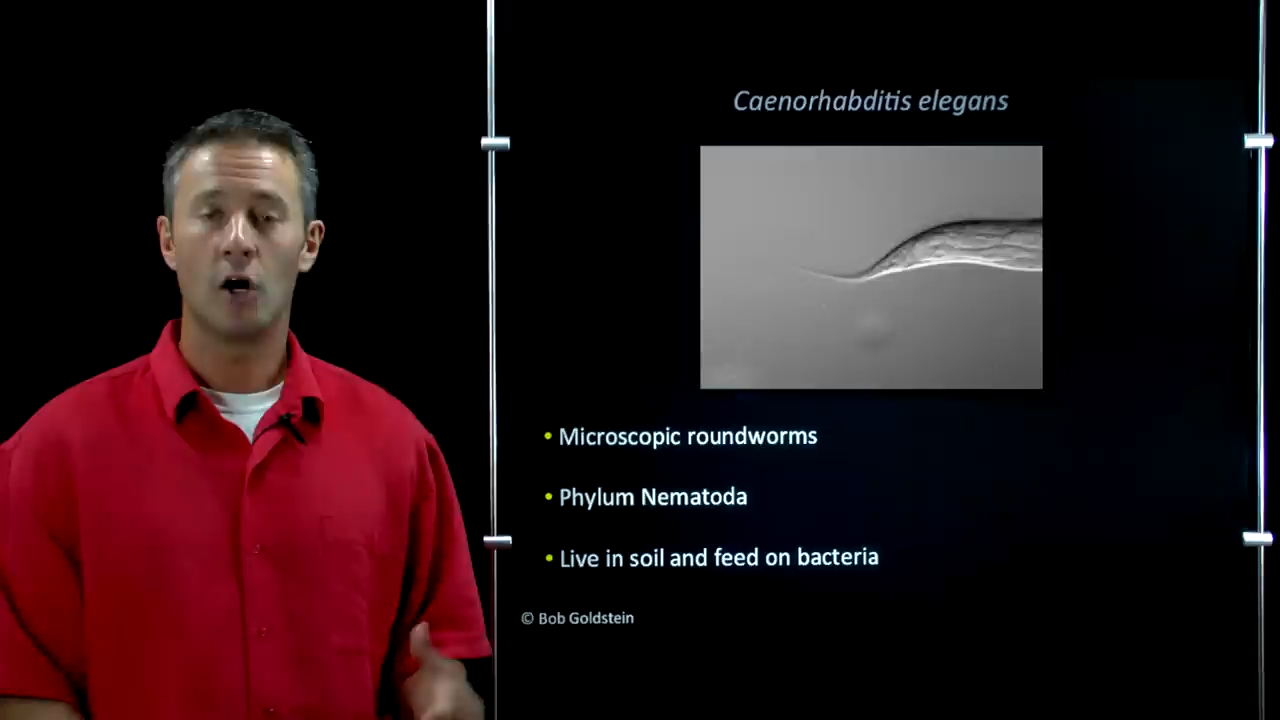 Caenorhabditis elegans
• Microscopic roundworms
• Phylum Nematoda
• Live in soil and feed on bacteria
© Bob Goldstein